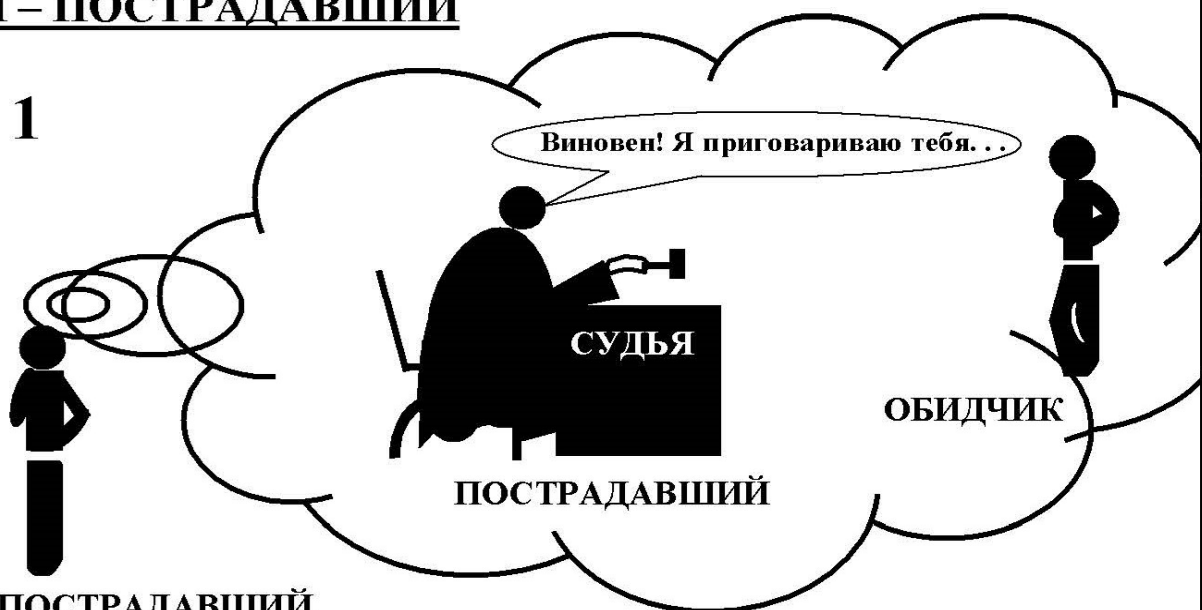 – ПОСТРАДАВШИЙ
1
Виновен! Я приговариваю тебя. . .
СУДЬЯ
ОБИДЧИК
ПОСТРАДАВШИЙ
ПОСТРАДАВШИЙ